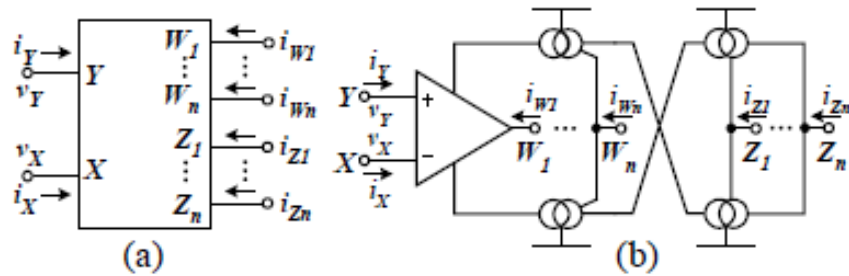 i_Y
v_Y
Y
v_X
X
i_X
W_1
⋮
W_n
Z_1
⋮
Z_n
i_W1
⋮
i_Wn
i_Z1
⋮
i_Zn
(a)
i_Y
Y
v_Y
+
v_X
X
−
i_X
i_W1
W_1
...
i_Wn
W_n
i_Z1
Z_1
...
i_Zn
Z_n
(b)